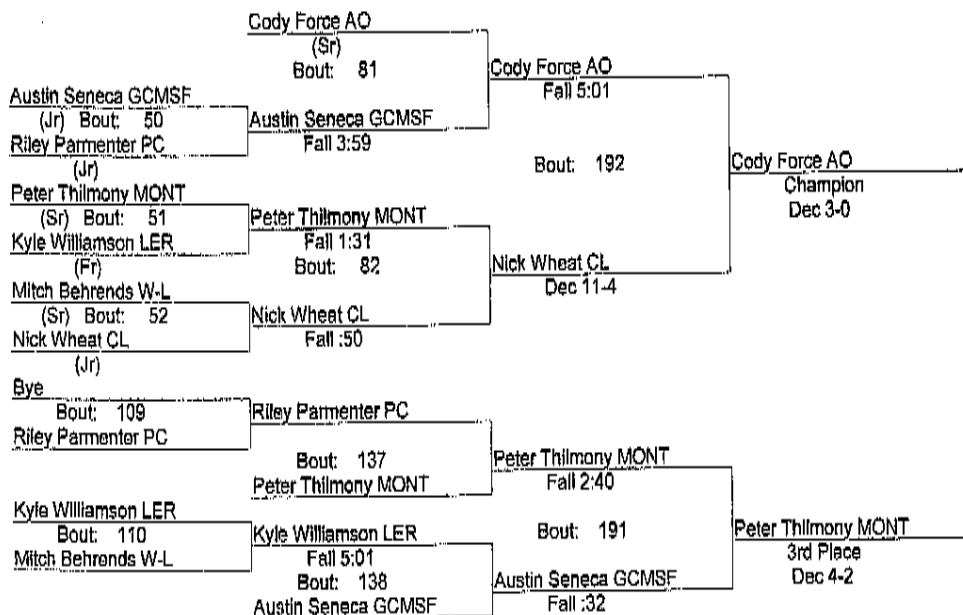 Cody Force AO
(Sr)
Bout: 81
Cody Force AO
Fall 5:01
Austin Seneca GCMSF
(Jr) Bout: 50
Austin Seneca GCMSF
Fall 3:59
Riley Parmenter PC
(Jr)
Bout: 192
Cody Force AO
Champion
Dec 3-0
Peter Thilmony MONT
(Sr) Bout: 51
Peter Thilmony MONT
Fall 1:31
Kyle Williamson LER
(Fr)
Bout: 82
Nick Wheat CL
Dec 11-4
Mitch Behrends W-L
(Sr) Bout: 52
Nick Wheat CL
Fall :50
Nick Wheat CL
(Jr)
Bye
Bout: 109
Riley Parmenter PC
Riley Parmenter PC
Bout: 137
Peter Thilmony MONT
Fall 2:40
Peter Thilmony MONT
Kyle Williamson LER
Bout: 110
Kyle Williamson LER
Fall 5:01
Mitch Behrends W-L
Bout: 191
Peter Thilmony MONT
3rd Place
Dec 4-2
Bout: 138
Austin Seneca GCMSF
Fall :32
Austin Seneca GCMSF